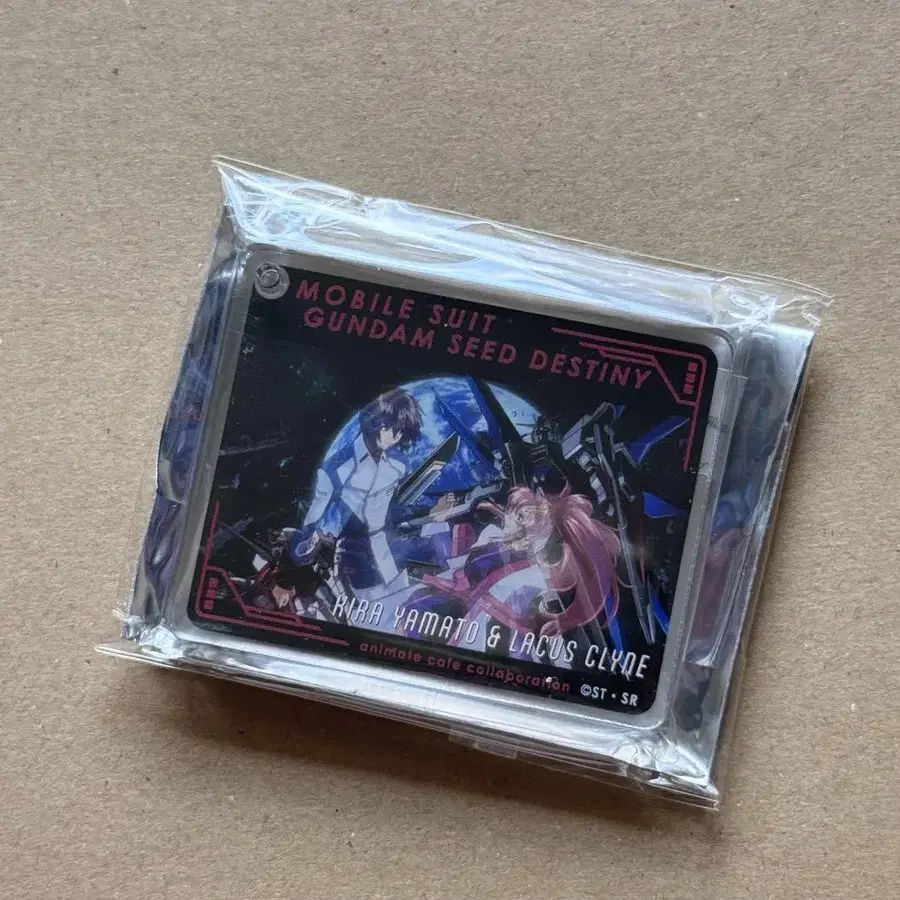 MOBILE SUIT
GUNDAM SEED DESTINY
KIRA YAMATO & LACUS CLYNE
animate cafe collaboration
©ST・SR